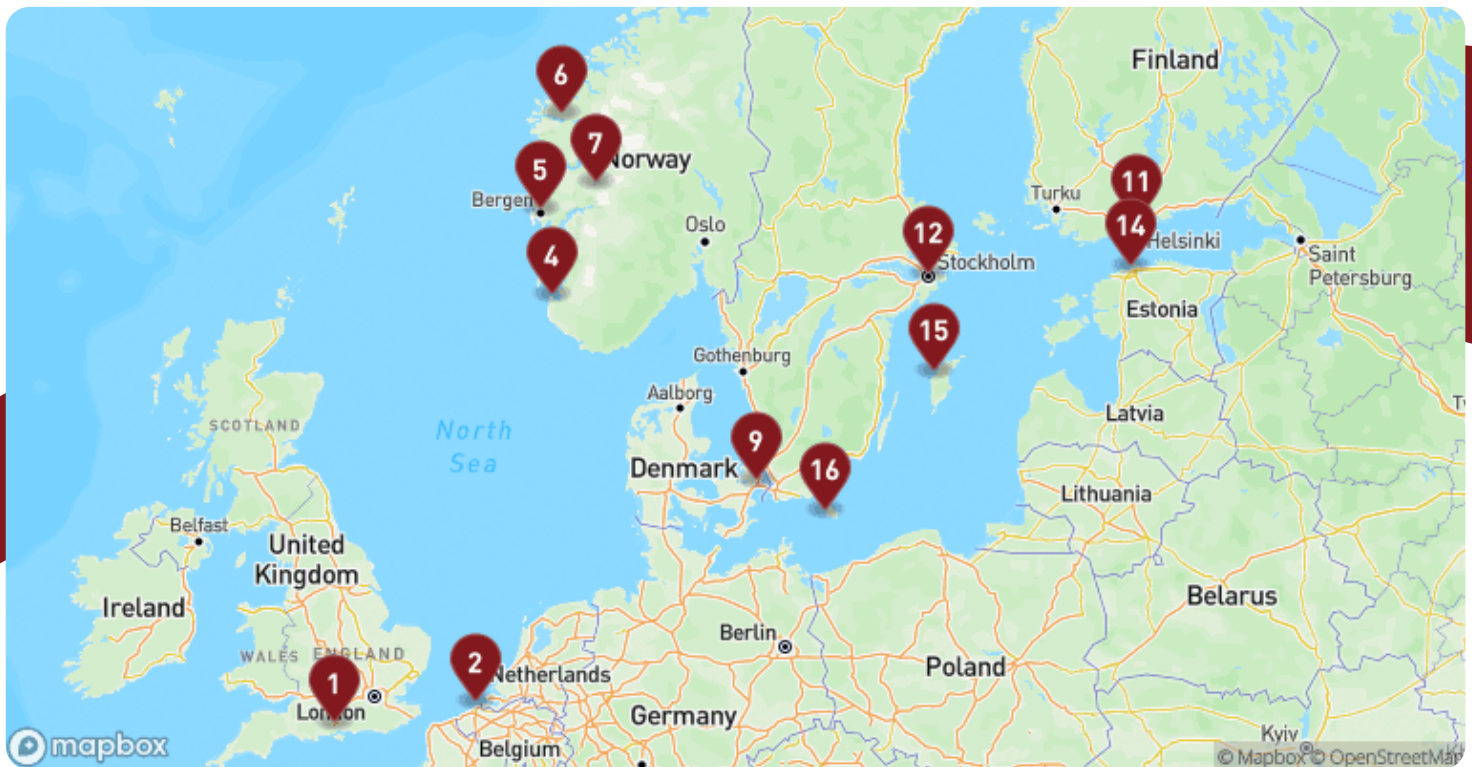 Finland
6
7
Norway
5
11
Turku
Bergen
Oslo
12
14
Helsinki
4
Stockholm
Saint
Petersburg
Estonia
15
Gothenburg
Aalborg
SCOTLAND
Latvia
North
Sea
9
Denmark
16
Lithuania
Belfast
United
Kingdom
Ireland
Belarus
Berlin
WALES
ENGLAND
2
Netherlands
Poland
1
London
Germany
Kyiv
mapbox
Belgium
© Mapbox © OpenStreetMap